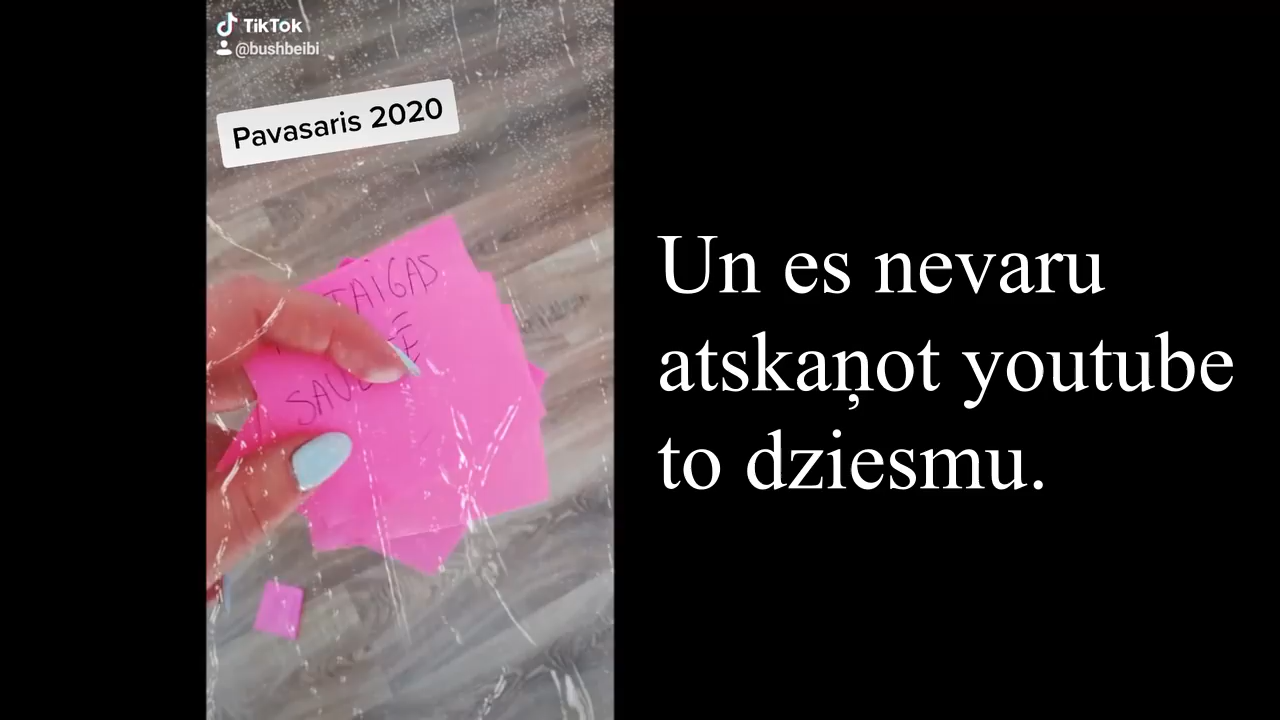 TikTok
@bushbeibi
Pavasaris 2020
Un es nevaru
atskaņot youtube
to dziesmu.